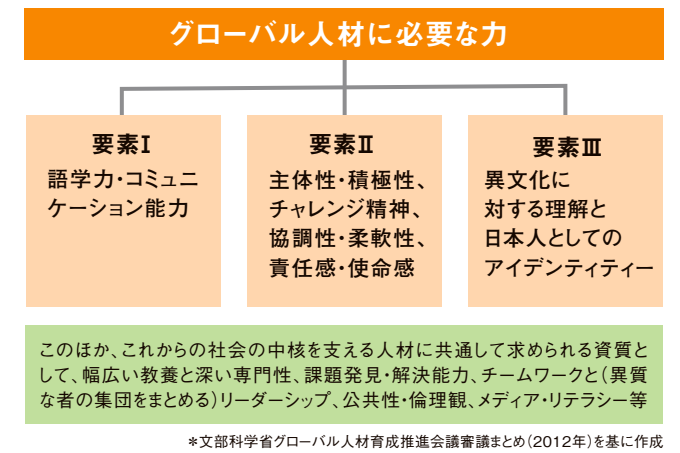 グローバル人材に必要な力
要素Ⅰ
語学力・コミュニ
ケーション能力
要素Ⅱ
主体性・積極性、
チャレンジ精神、
協調性・柔軟性、
責任感・使命感
要素Ⅲ
異文化に
対する理解と
日本人としての
アイデンティティー
このほか、これからの社会の中核を支える人材に共通して求められる資質と
して、幅広い教養と深い専門性、課題発見・解決能力、チームワークと（異質
な者の集団をまとめる）リーダーシップ、公共性・倫理観、メディア・リテラシー等
＊文部科学省グローバル人材育成推進会議審議まとめ（2012年）を基に作成